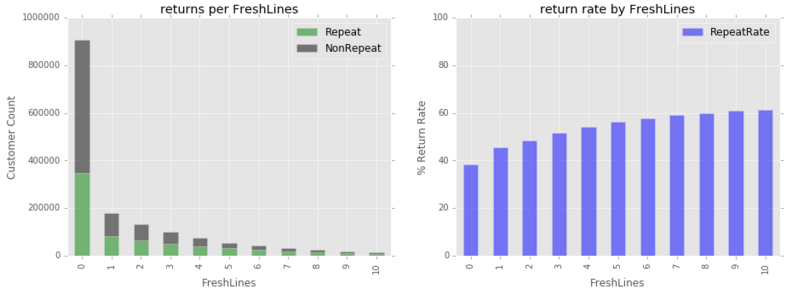 returns per FreshLines
Repeat
NonRepeat
Customer Count
1000000
800000
600000
400000
200000
0
0 1 2 3 4 5 6 7 8 9 10
FreshLines
return rate by FreshLines
RepeatRate
% Return Rate
100
80
60
40
20
0
0 1 2 3 4 5 6 7 8 9 10
FreshLines